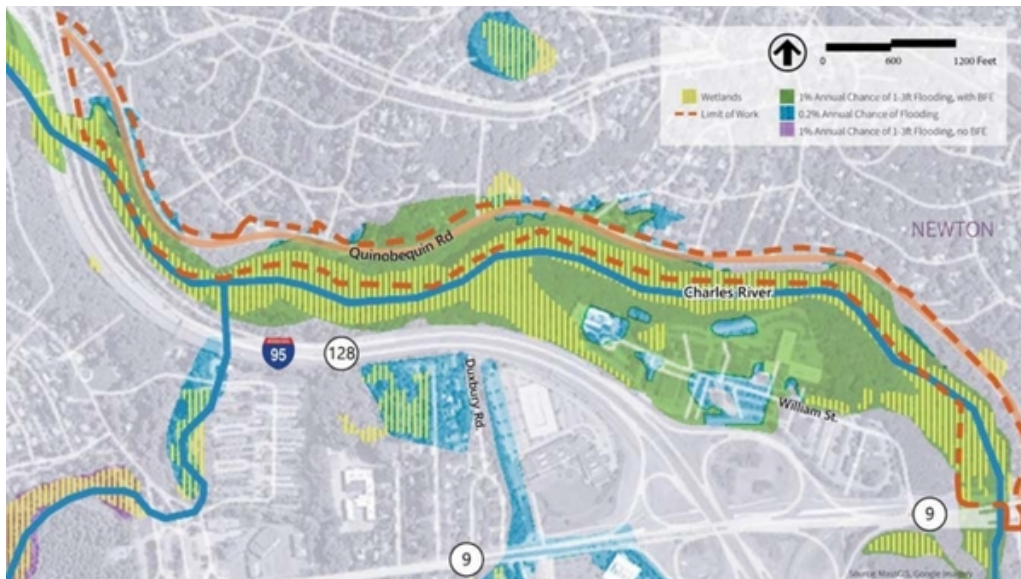 0 600 1200 Feet
Wetlands
Limit of Work
1% Annual Chance of 1-3ft Flooding, with BFE
0.2% Annual Chance of Flooding
1% Annual Chance of 1-3ft Flooding, no BFE
NEWTON
Quinobequin Rd
Charles River
95
128
Duxbury Rd.
William St.
9
9
Source: MassGIS, Google Imagery